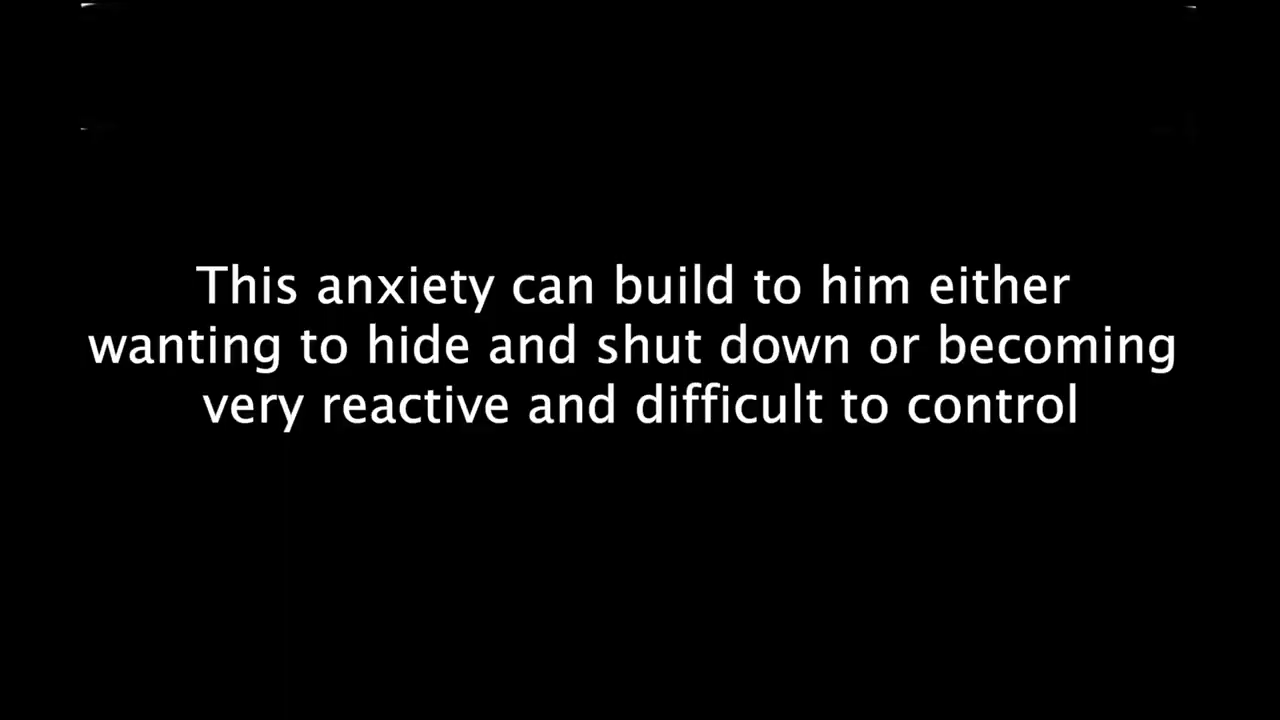 This anxiety can build to him either
wanting to hide and shut down or becoming
very reactive and difficult to control